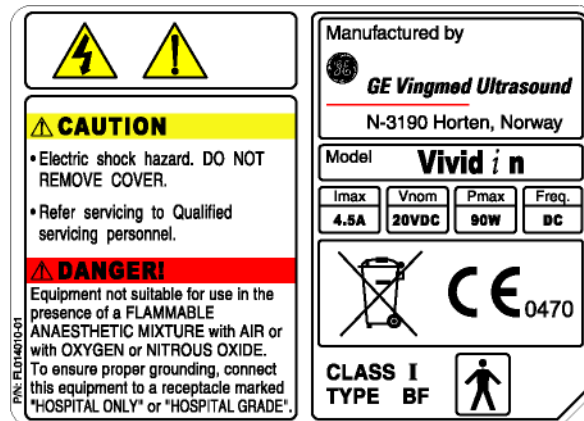 ⚠ CAUTION
• Electric shock hazard. DO NOT
REMOVE COVER.
• Refer servicing to Qualified
servicing personnel.
⚠ DANGER!
Equipment not suitable for use in the
presence of a FLAMMABLE
ANAESTHETIC MIXTURE with AIR or
with OXYGEN or NITROUS OXIDE.
To ensure proper grounding, connect
this equipment to a receptacle marked
"HOSPITAL ONLY" or "HOSPITAL GRADE".
P/N: FL014010-01
Manufactured by
GE
GE Vingmed Ultrasound
N-3190 Horten, Norway
Model Vivid i n
Imax Vnom Pmax Freq.
4.5A 20VDC 90W DC
CE 0470
CLASS I
TYPE BF